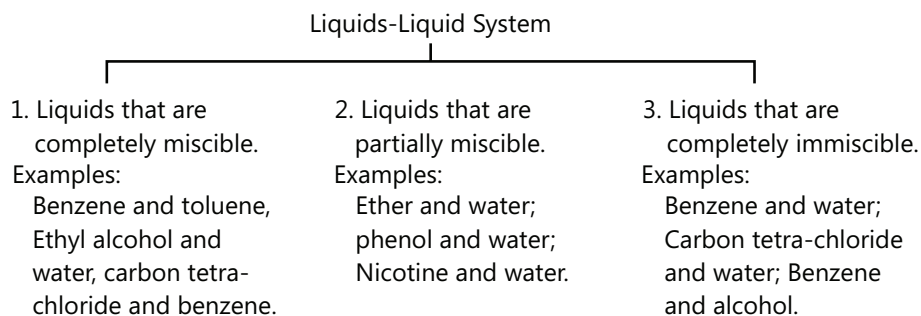 Liquids-Liquid System
1. Liquids that are
completely miscible.
Examples:
Benzene and toluene,
Ethyl alcohol and
water, carbon tetra-
chloride and benzene.
2. Liquids that are
partially miscible.
Examples:
Ether and water;
phenol and water;
Nicotine and water.
3. Liquids that are
completely immiscible.
Examples:
Benzene and water;
Carbon tetra-chloride
and water; Benzene
and alcohol.